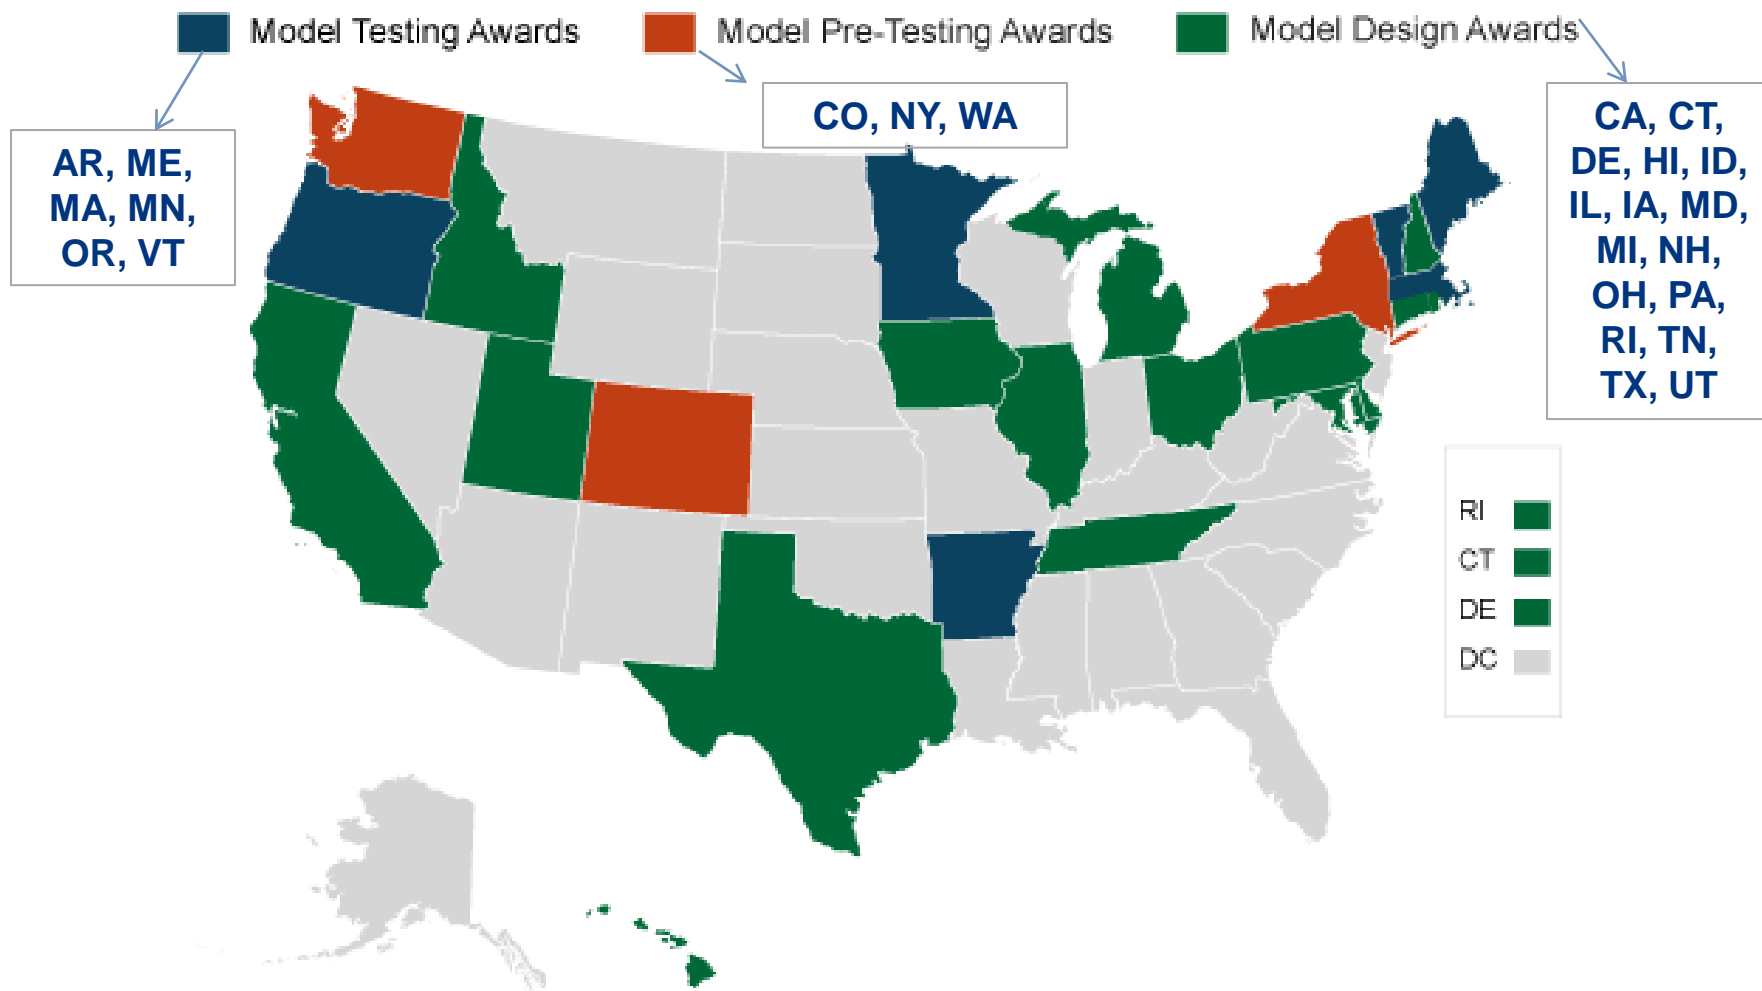 Model Testing Awards
Model Pre-Testing Awards
Model Design Awards
AR, ME,
MA, MN,
OR, VT
CO, NY, WA
CA, CT,
DE, HI, ID,
IL, IA, MD,
MI, NH,
OH, PA,
RI, TN,
TX, UT
RI
CT
DE
DC